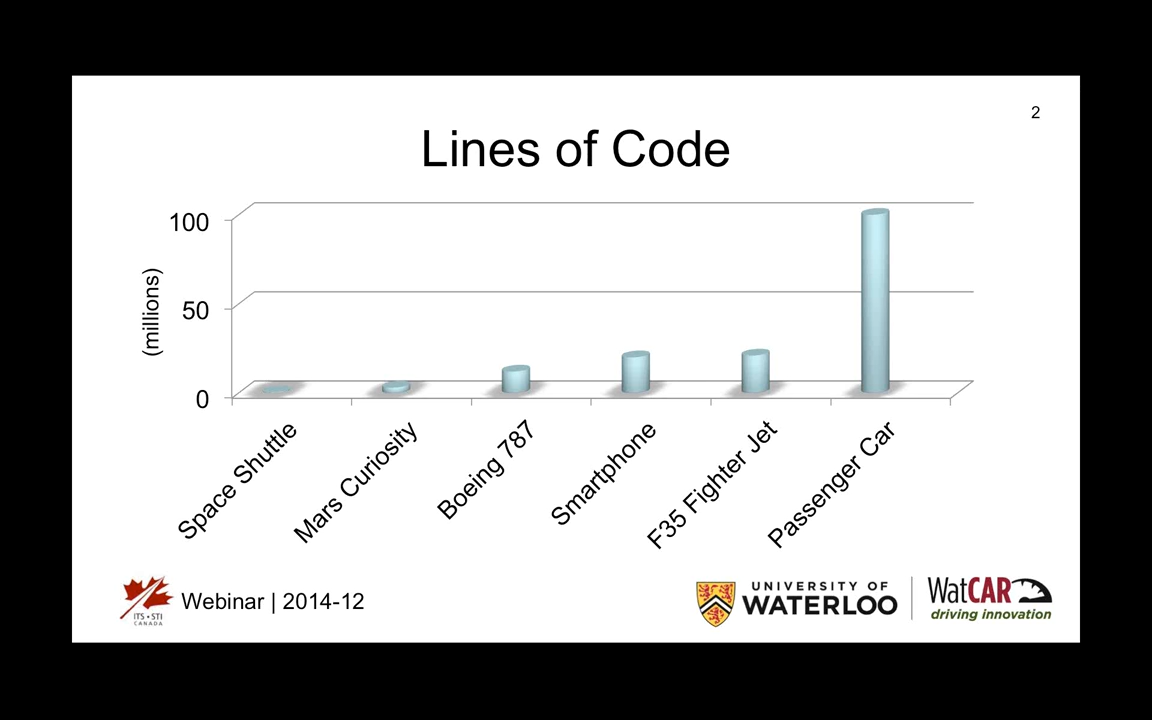 2
Lines of Code
100
50
0
(millions)
Space Shuttle
Mars Curiosity
Boeing 787
Smartphone
F35 Fighter Jet
Passenger Car
ITS • STI
CANADA
Webinar | 2014-12
UNIVERSITY OF
WATERLOO
WatCAR
driving innovation